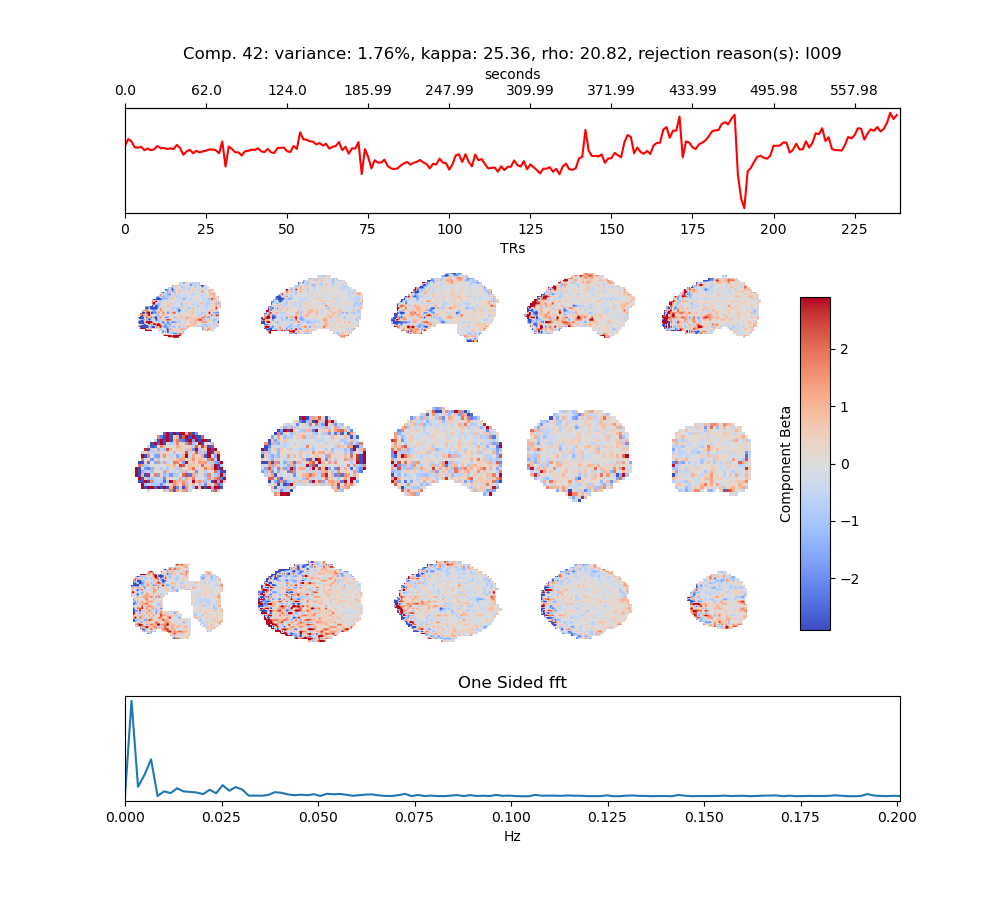 Comp. 42: variance: 1.76%, kappa: 25.36, rho: 20.82, rejection reason(s): I009
seconds
0.0 62.0 124.0 185.99 247.99 309.99 371.99 433.99 495.98 557.98
0 25 50 75 100 125 150 175 200 225
TRs
2
1
0
−1
−2
Component Beta
One Sided fft
0.000 0.025 0.050 0.075 0.100 0.125 0.150 0.175 0.200
Hz